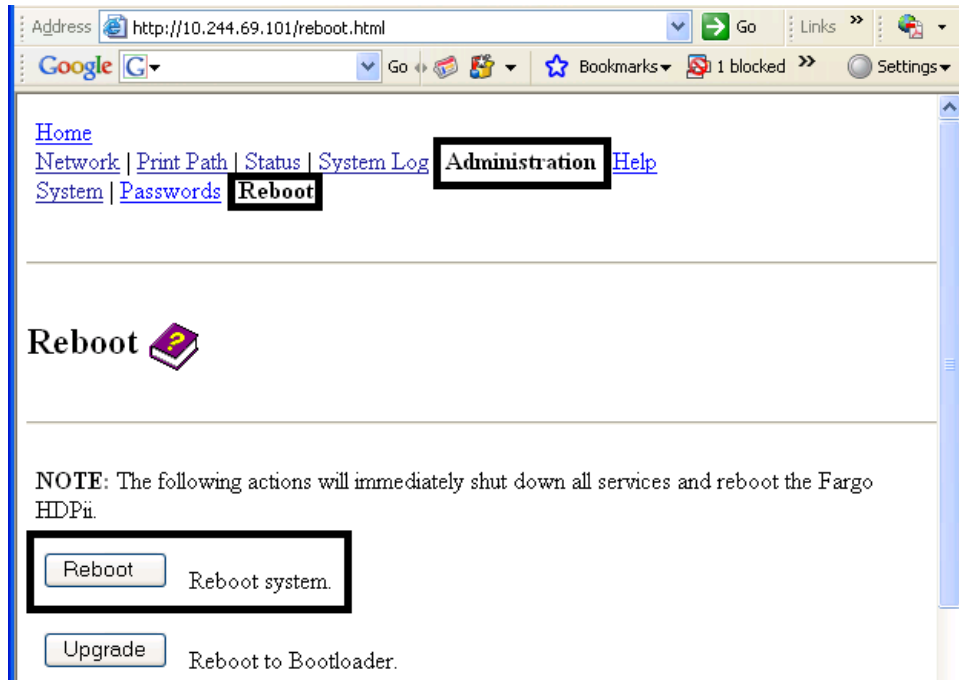 Address http://10.244.69.101/reboot.html Go Links »
Google G Go Bookmarks 1 blocked » Settings
Home
Network | Print Path | Status | System Log Administration Help
System | Passwords Reboot
Reboot ?
NOTE: The following actions will immediately shut down all services and reboot the Fargo
HDPii.
Reboot Reboot system.
Upgrade Reboot to Bootloader.